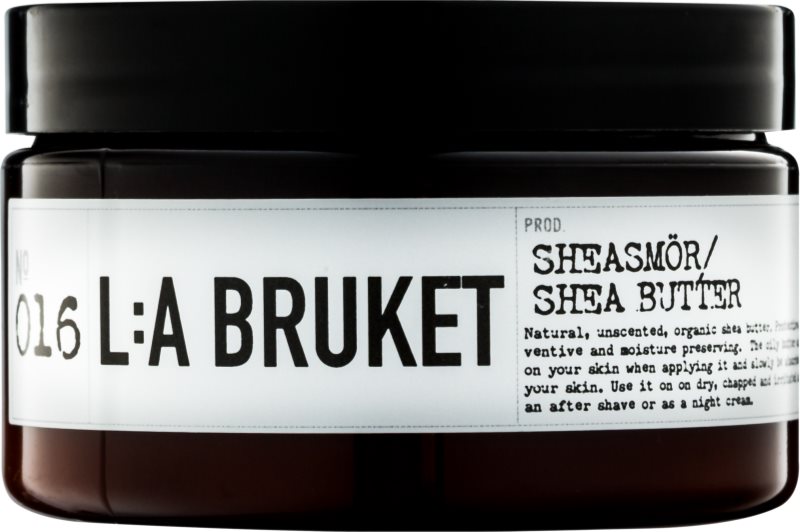 Nº
016
L:A BRUKET
PROD.
SHEASMÖR/
SHEA BUTTER
Natural, unscented, organic shea butter.
ventive and moisture preserving. The oily
on your skin when applying it and slowly be
your skin. Use it on on dry, chapped and
an after shave or as a night cream.